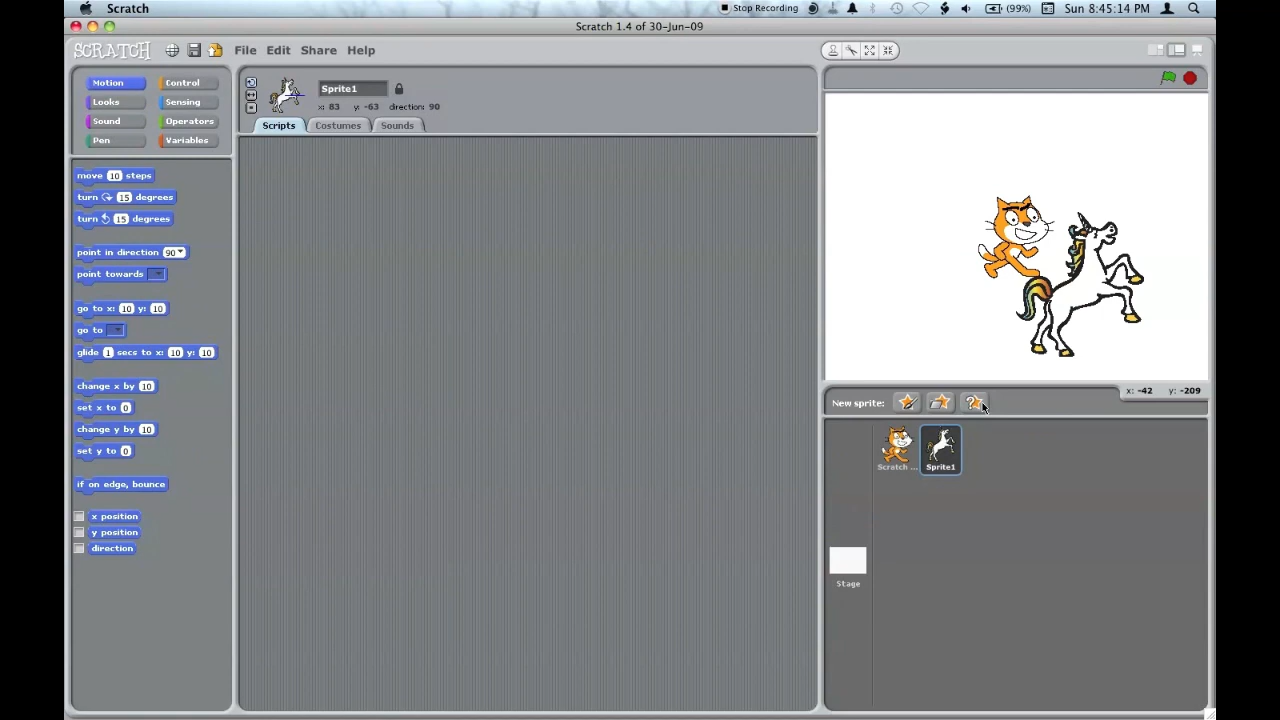 Scratch
Stop Recording
(99%)
Sun 8:45:14 PM
Scratch 1.4 of 30-Jun-09
SCRATCH
File Edit Share Help
Motion
Control
Looks
Sensing
Sound
Operators
Pen
Variables
Sprite1
x: 83 y: -63 direction: 90
Scripts
Costumes
Sounds
move 10 steps
turn 15 degrees
turn 15 degrees
point in direction 90
point towards
go to x: 10 y: 10
go to
glide 1 secs to x: 10 y: 10
change x by 10
set x to 0
change y by 10
set y to 0
if on edge, bounce
x position
y position
direction
x: -42 y: -209
New sprite:
Scratch ...
Sprite1
Stage